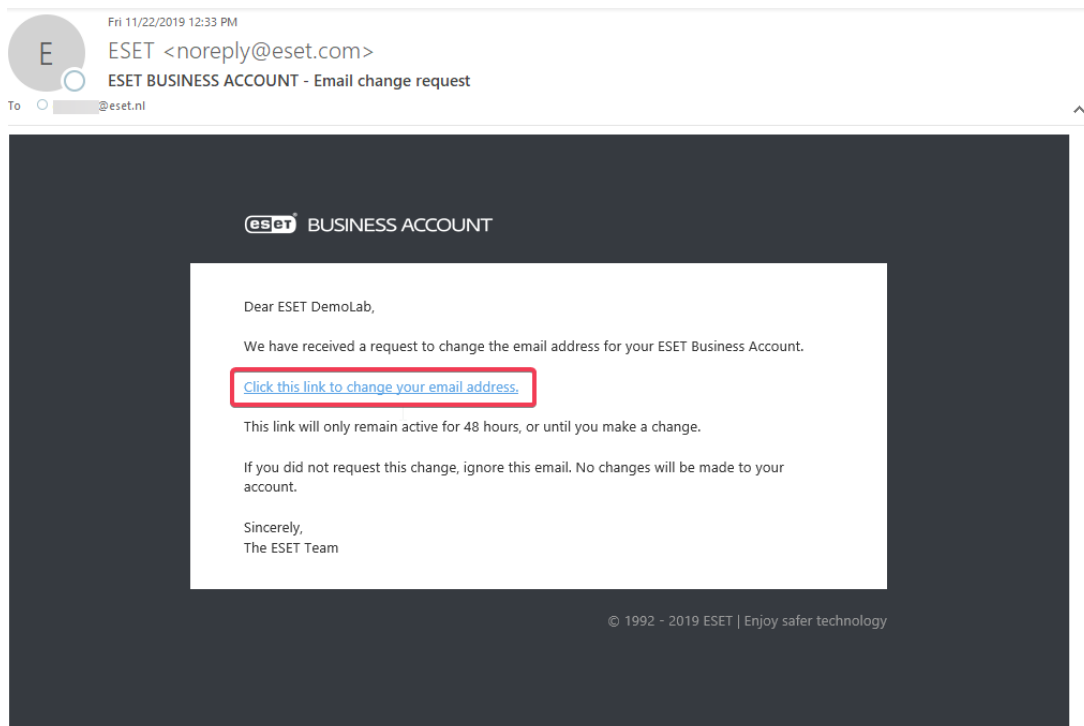 Fri 11/22/2019 12:33 PM
E
ESET <noreply@eset.com>
ESET BUSINESS ACCOUNT - Email change request
To @eset.nl
eset® BUSINESS ACCOUNT
Dear ESET DemoLab,
We have received a request to change the email address for your ESET Business Account.
Click this link to change your email address.
This link will only remain active for 48 hours, or until you make a change.
If you did not request this change, ignore this email. No changes will be made to your
account.
Sincerely,
The ESET Team
© 1992 - 2019 ESET | Enjoy safer technology